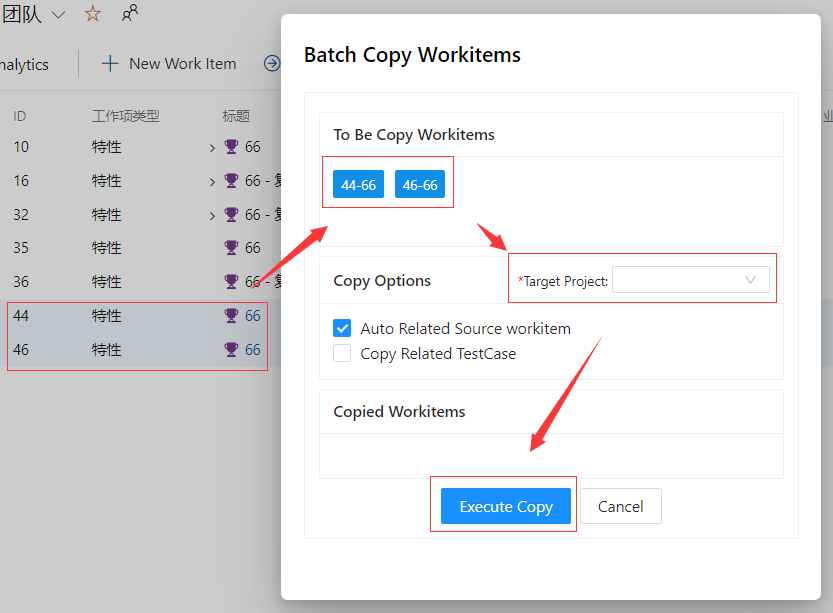 团队
nalytics
New Work Item
ID 工作项类型 标题
10 特性 66
16 特性 66 -
32 特性 66 -
35 特性 66
36 特性 66 -
44 特性 66
46 特性 66
Batch Copy Workitems
To Be Copy Workitems
44-66 46-66
Copy Options
*Target Project:
Auto Related Source workitem
Copy Related TestCase
Copied Workitems
Execute Copy
Cancel